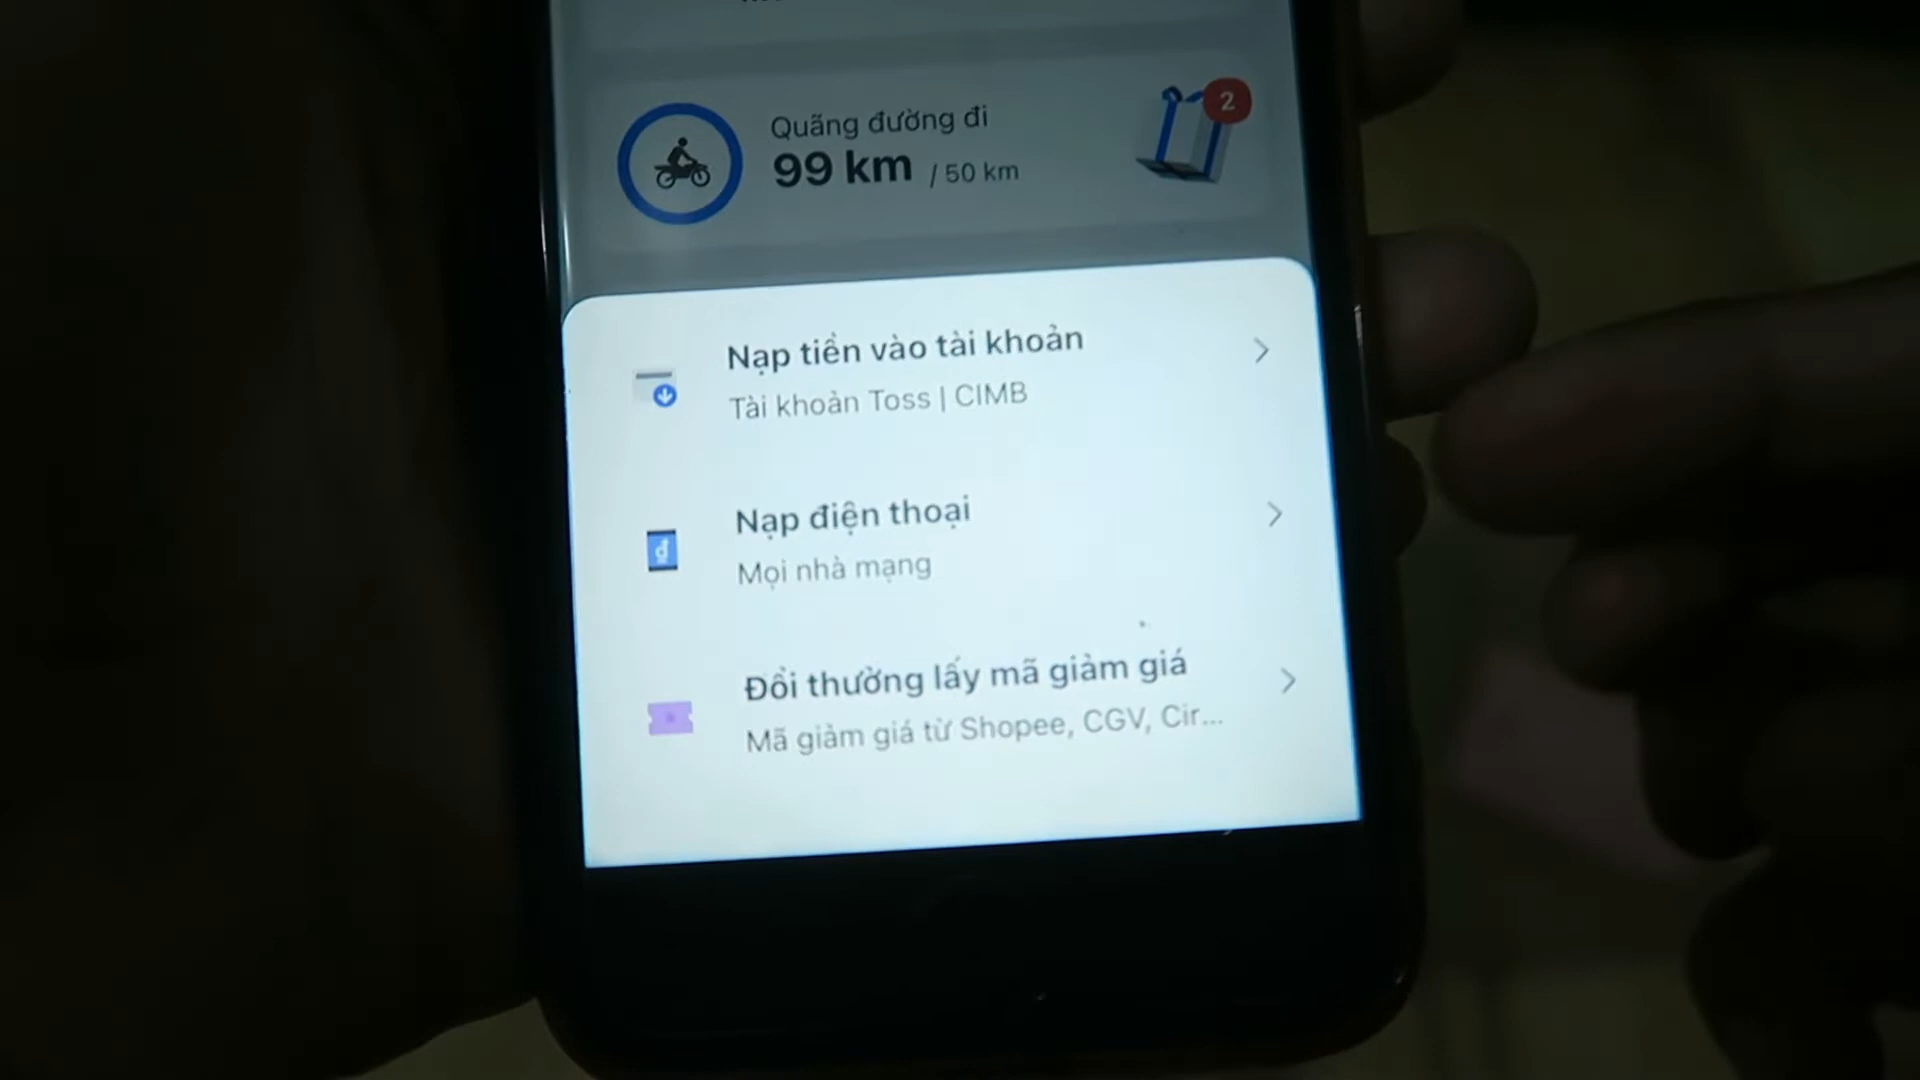 Quãng đường đi
2
99 km / 50 km
Nạp tiền vào tài khoản
Tài khoản Toss | CIMB
Nạp điện thoại
đ
Mọi nhà mạng
Đổi thưởng lấy mã giảm giá
Mã giảm giá từ Shopee, CGV, Cir...